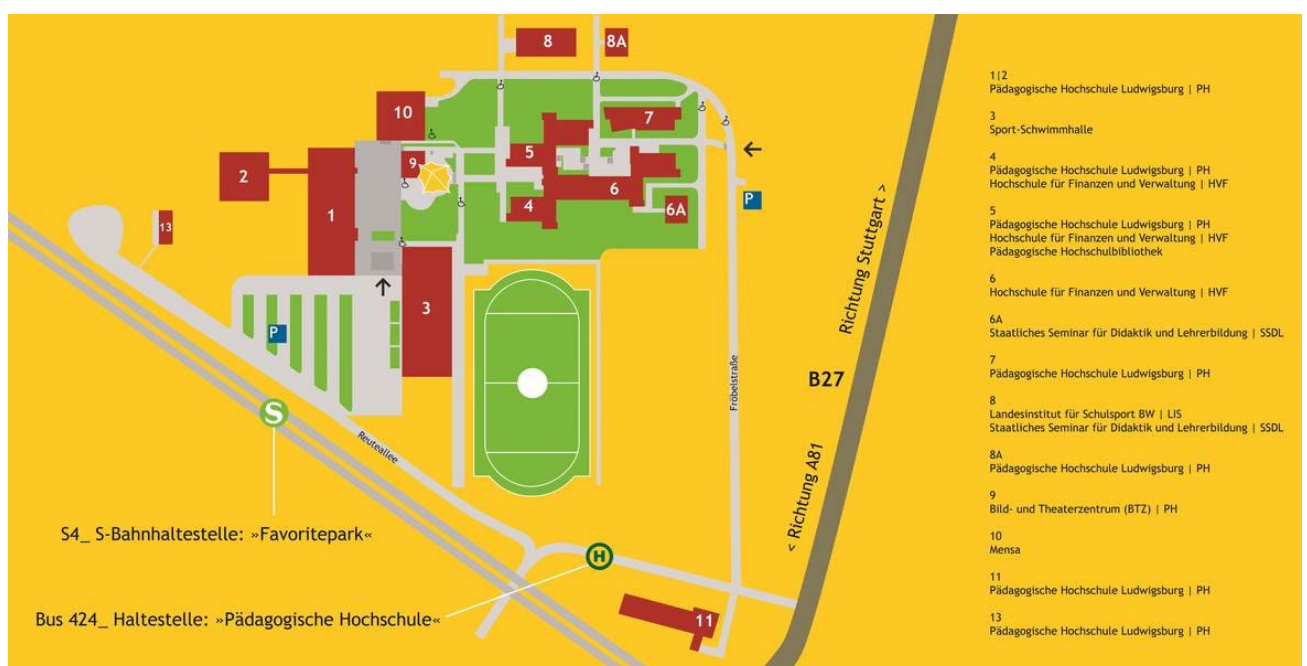 8
8A
10
7
9
5
2
1
6
4
6A
P
13
3
P
B27
Richtung Stuttgart >
< Richtung A81
Fröbelstraße
Reuteallee
S
S4_ S-Bahnhaltestelle: »Favoritepark«
H
Bus 424_ Haltestelle: »Pädagogische Hochschule«
11
1|2
Pädagogische Hochschule Ludwigsburg | PH
3
Sport-Schwimmhalle
4
Pädagogische Hochschule Ludwigsburg | PH
Hochschule für Finanzen und Verwaltung | HVF
5
Pädagogische Hochschule Ludwigsburg | PH
Hochschule für Finanzen und Verwaltung | HVF
Pädagogische Hochschulbibliothek
6
Hochschule für Finanzen und Verwaltung | HVF
6A
Staatliches Seminar für Didaktik und Lehrerbildung | SSDL
7
Pädagogische Hochschule Ludwigsburg | PH
8
Landesinstitut für Schulsport BW | LIS
Staatliches Seminar für Didaktik und Lehrerbildung | SSDL
8A
Pädagogische Hochschule Ludwigsburg | PH
9
Bild- und Theaterzentrum (BTZ) | PH
10
Mensa
11
Pädagogische Hochschule Ludwigsburg | PH
13
Pädagogische Hochschule Ludwigsburg | PH